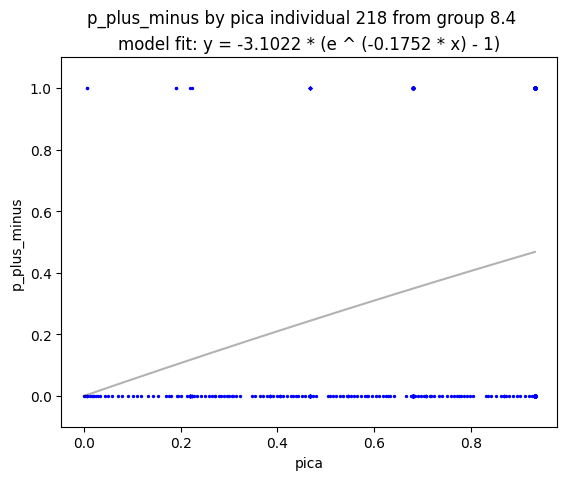 p_plus_minus by pica individual 218 from group 8.4
model fit: y = -3.1022 * (e ^ (-0.1752 * x) - 1)
1.0
0.8
0.6
0.4
0.2
0.0
p_plus_minus
0.0 0.2 0.4 0.6 0.8
pica